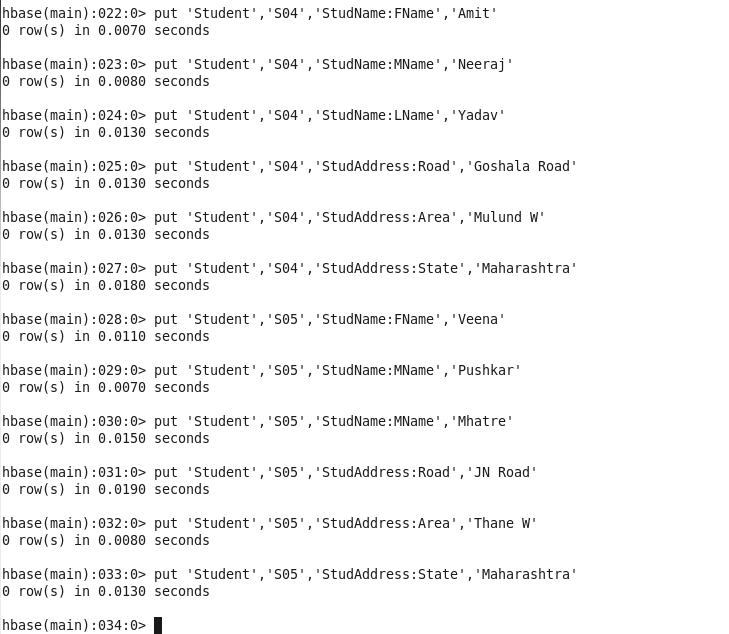 hbase(main):022:0> put 'Student','S04','StudName:FName','Amit'
0 row(s) in 0.0070 seconds
hbase(main):023:0> put 'Student','S04','StudName:MName','Neeraj'
0 row(s) in 0.0080 seconds
hbase(main):024:0> put 'Student','S04','StudName:LName','Yadav'
0 row(s) in 0.0130 seconds
hbase(main):025:0> put 'Student','S04','StudAddress:Road','Goshala Road'
0 row(s) in 0.0130 seconds
hbase(main):026:0> put 'Student','S04','StudAddress:Area','Mulund W'
0 row(s) in 0.0130 seconds
hbase(main):027:0> put 'Student','S04','StudAddress:State','Maharashtra'
0 row(s) in 0.0180 seconds
hbase(main):028:0> put 'Student','S05','StudName:FName','Veena'
0 row(s) in 0.0110 seconds
hbase(main):029:0> put 'Student','S05','StudName:MName','Pushkar'
0 row(s) in 0.0070 seconds
hbase(main):030:0> put 'Student','S05','StudName:MName','Mhatre'
0 row(s) in 0.0150 seconds
hbase(main):031:0> put 'Student','S05','StudAddress:Road','JN Road'
0 row(s) in 0.0190 seconds
hbase(main):032:0> put 'Student','S05','StudAddress:Area','Thane W'
0 row(s) in 0.0080 seconds
hbase(main):033:0> put 'Student','S05','StudAddress:State','Maharashtra'
0 row(s) in 0.0130 seconds
hbase(main):034:0>